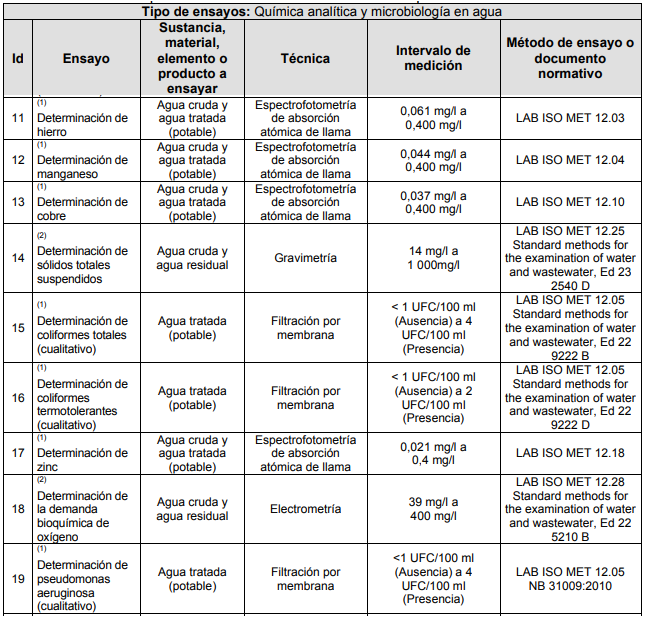 Tipo de ensayos: Química analítica y microbiología en agua
Id
Ensayo
Sustancia,
material,
elemento o
producto a
ensayar
Técnica
Intervalo de
medición
Método de ensayo o
documento
normativo
11
(1)
Determinación de
hierro
Agua cruda y
agua tratada
(potable)
Espectrofotometría
de absorción
atómica de llama
0,061 mg/l a
0,400 mg/l
LAB ISO MET 12.03
12
(1)
Determinación de
manganeso
Agua cruda y
agua tratada
(potable)
Espectrofotometría
de absorción
atómica de llama
0,044 mg/l a
0,400 mg/l
LAB ISO MET 12.04
13
(1)
Determinación de
cobre
Agua cruda y
agua tratada
(potable)
Espectrofotometría
de absorción
atómica de llama
0,037 mg/l a
0,400 mg/l
LAB ISO MET 12.10
14
(2)
Determinación de
sólidos totales
suspendidos
Agua cruda y
agua residual
Gravimetría
14 mg/l a
1 000mg/l
LAB ISO MET 12.25
Standard methods for
the examination of water
and wastewater, Ed 23
2540 D
15
(1)
Determinación de
coliformes totales
(cualitativo)
Agua tratada
(potable)
Filtración por
membrana
< 1 UFC/100 ml
(Ausencia) a 4
UFC/100 ml
(Presencia)
LAB ISO MET 12.05
Standard methods for
the examination of water
and wastewater, Ed 22
9222 B
16
(1)
Determinación de
coliformes
termotolerantes
(cualitativo)
Agua tratada
(potable)
Filtración por
membrana
< 1 UFC/100 ml
(Ausencia) a 2
UFC/100 ml
(Presencia)
LAB ISO MET 12.05
Standard methods for
the examination of water
and wastewater, Ed 22
9222 D
17
(1)
Determinación de
zinc
Agua cruda y
agua tratada
(potable)
Espectrofotometría
de absorción
atómica de llama
0,021 mg/l a
0,4 mg/l
LAB ISO MET 12.18
18
(2)
Determinación de
la demanda
bioquímica de
oxígeno
Agua cruda y
agua residual
Electrometría
39 mg/l a
400 mg/l
LAB ISO MET 12.28
Standard methods for
the examination of water
and wastewater, Ed 22
5210 B
19
(1)
Determinación de
pseudomonas
aeruginosa
(cualitativo)
Agua tratada
(potable)
Filtración por
membrana
<1 UFC/100 ml
(Ausencia) a 4
UFC/100 ml
(Presencia)
LAB ISO MET 12.05
NB 31009:2010